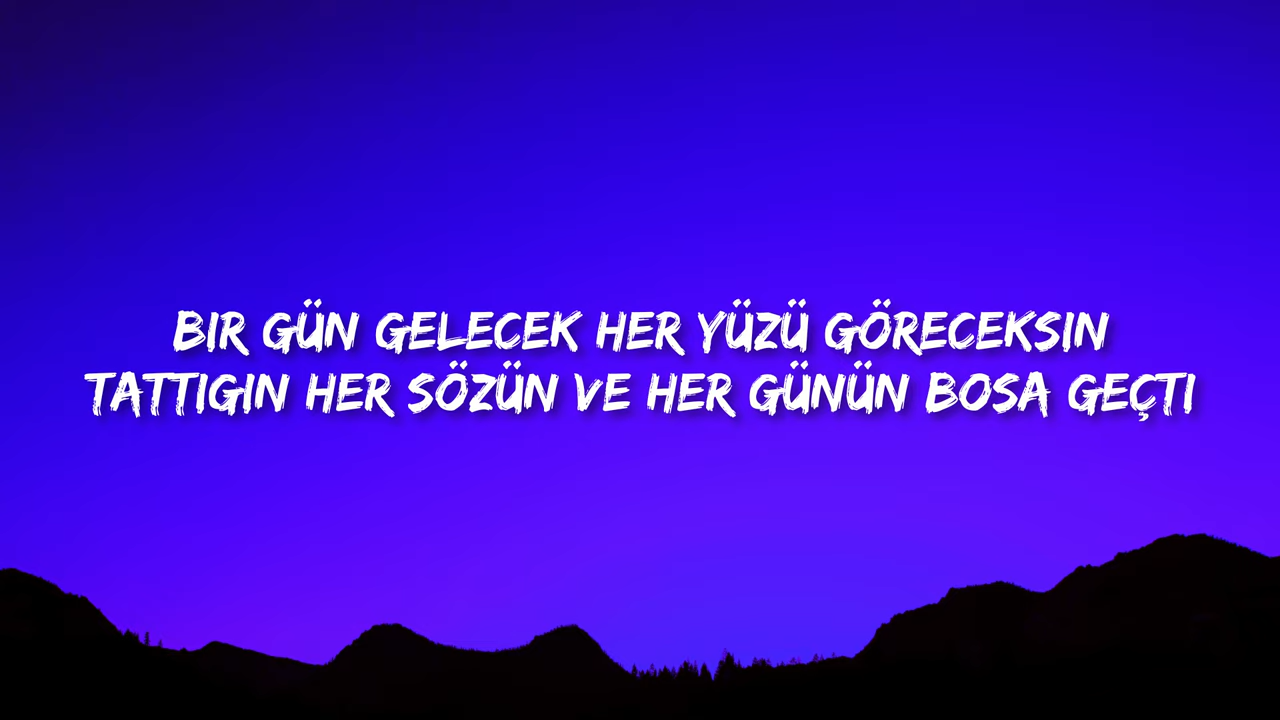 BIR GÜN GELECEK HER YÜZÜ GÖRECEKSIN
TATTIGIN HER SÖZÜN VE HER GÜNÜN BOSA GEÇTI